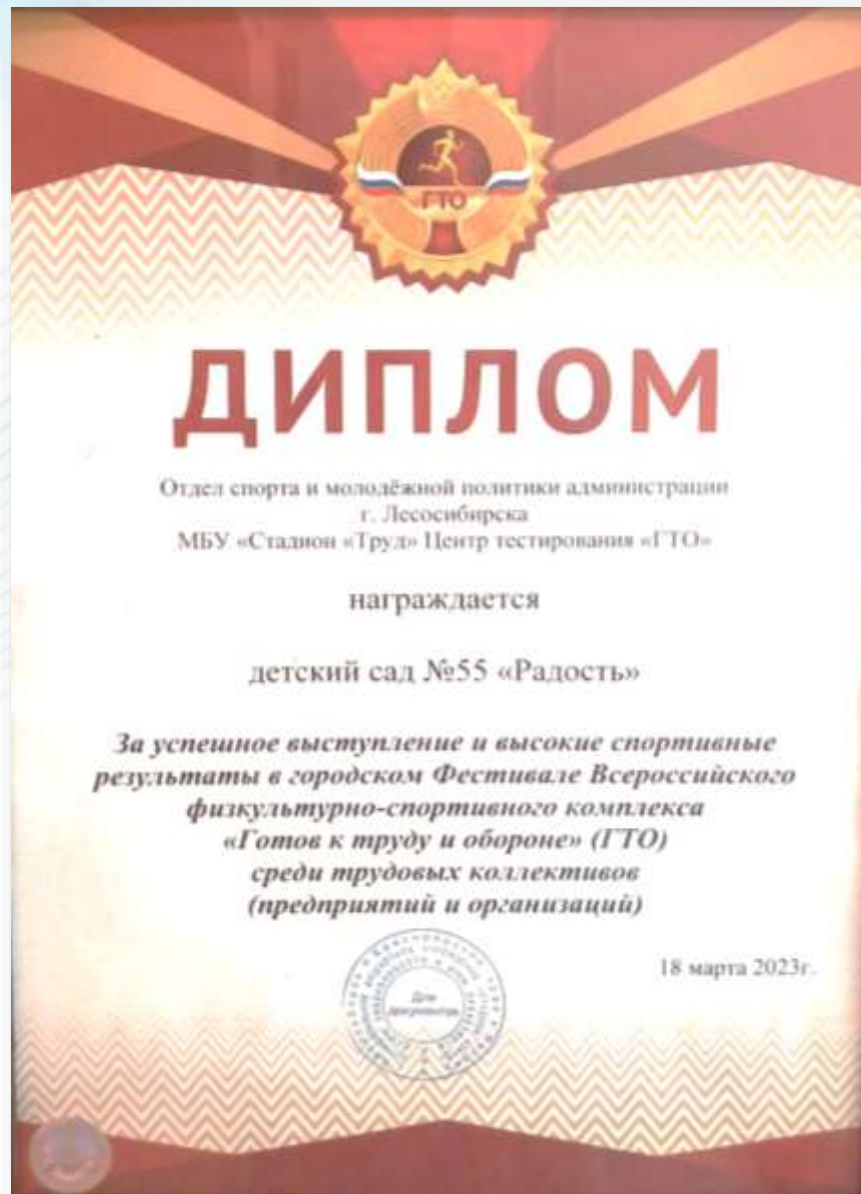 ГТО
ДИПЛОМ
Отдел спорта и молодёжной политики администрации
г. Лесосибирска
МБУ «Стадион «Труд» Центр тестирования «ГТО»
награждается
детский сад №55 «Радость»
За успешное выступление и высокие спортивные
результаты в городском Фестивале Всероссийского
физкультурно-спортивного комплекса
«Готов к труду и обороне» (ГТО)
среди трудовых коллективов
(предприятий и организаций)
18 марта 2023г.
Для
документов